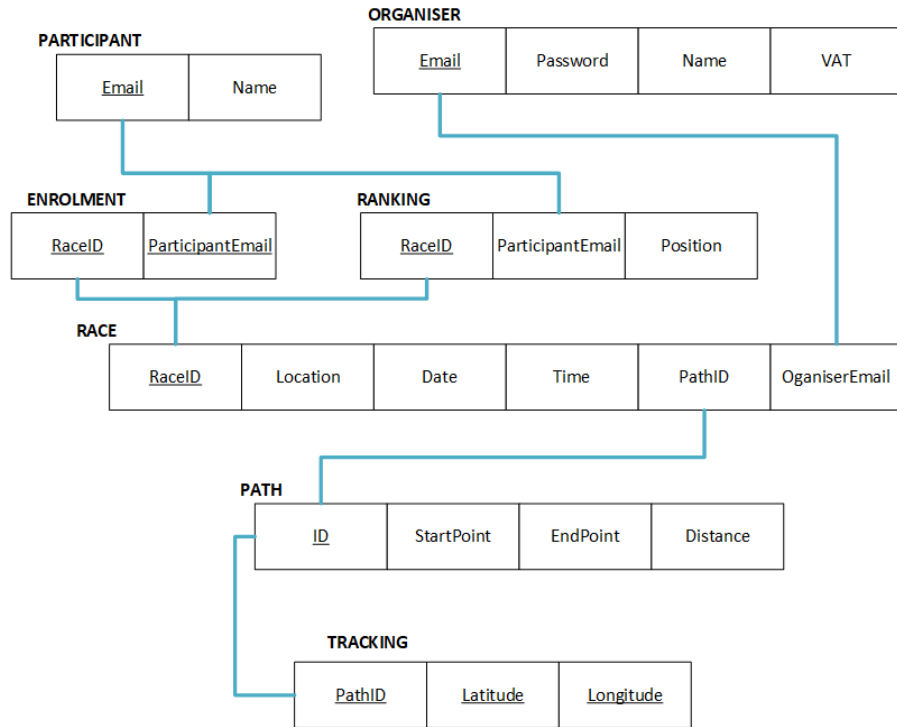 PARTICIPANT
Email Name
ORGANISER
Email Password Name VAT
ENROLMENT
RaceID ParticipantEmail
RANKING
RaceID ParticipantEmail Position
RACE
RaceID Location Date Time PathID OganiserEmail
PATH
ID StartPoint EndPoint Distance
TRACKING
PathID Latitude Longitude